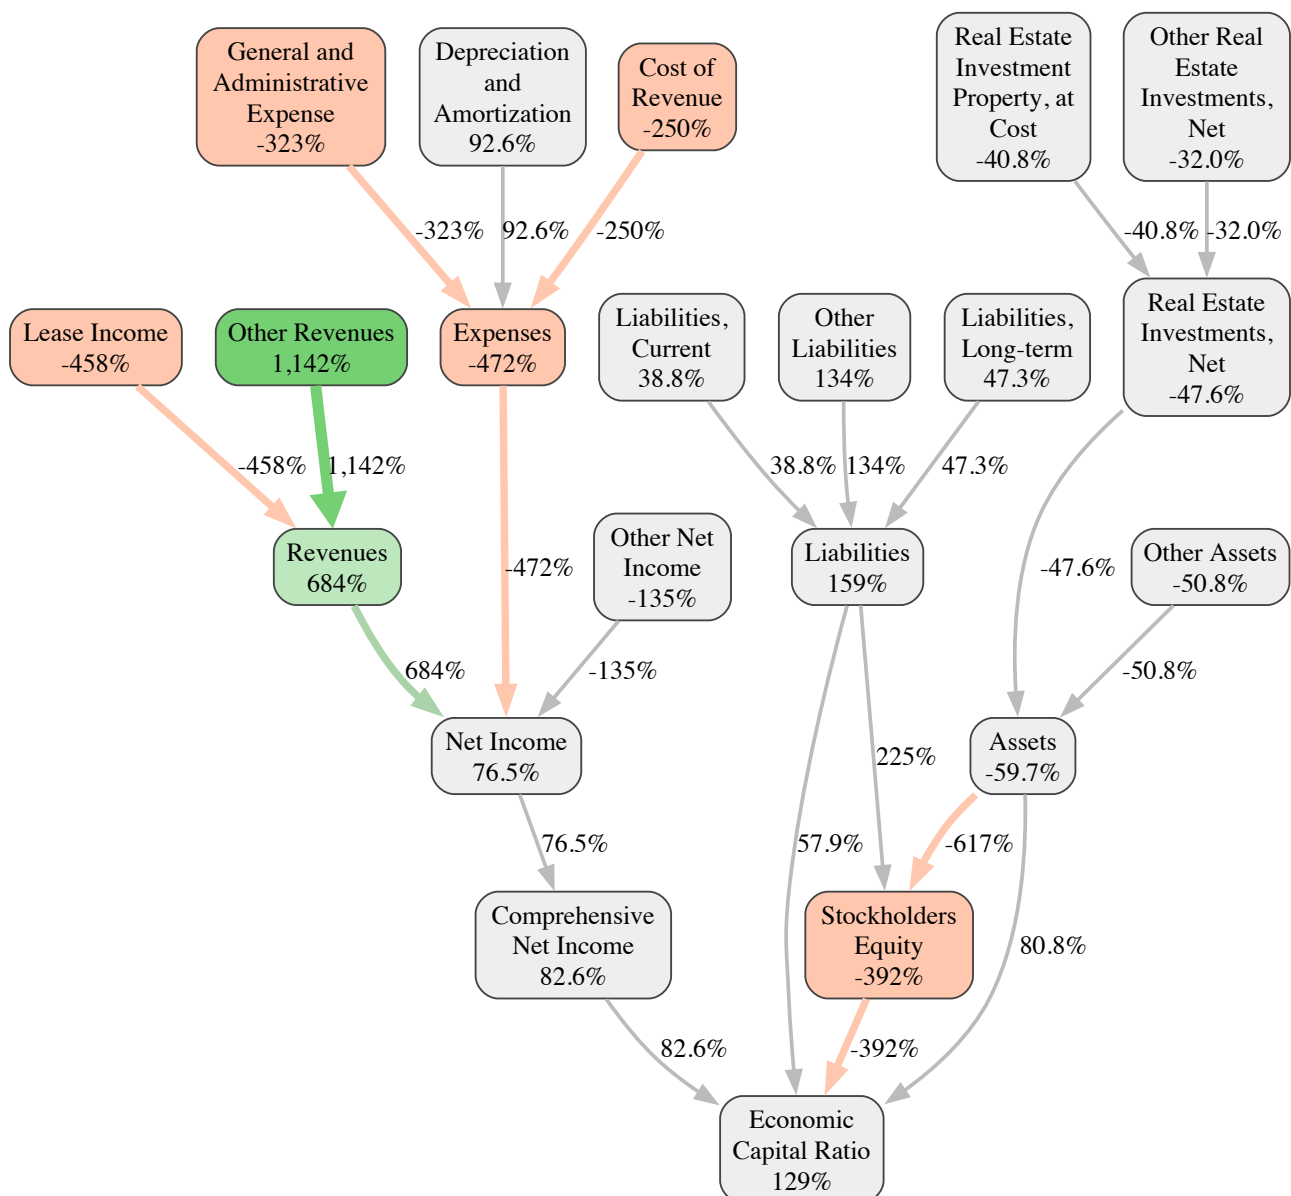 General and
Administrative
Expense
-323%
Depreciation
and
Amortization
92.6%
Cost of
Revenue
-250%
Real Estate
Investment
Property, at
Cost
-40.8%
Other Real
Estate
Investments,
Net
-32.0%
-323%
92.6%
-250%
-40.8%
-32.0%
Lease Income
-458%
Other Revenues
1,142%
Expenses
-472%
Liabilities,
Current
38.8%
Other
Liabilities
134%
Liabilities,
Long-term
47.3%
Real Estate
Investments,
Net
-47.6%
-458%
1,142%
38.8%
134%
47.3%
Revenues
684%
-472%
Other Net
Income
-135%
Liabilities
159%
-47.6%
Other Assets
-50.8%
684%
-135%
-50.8%
Net Income
76.5%
225%
Assets
-59.7%
76.5%
57.9%
-617%
Comprehensive
Net Income
82.6%
Stockholders
Equity
-392%
80.8%
82.6%
-392%
Economic
Capital Ratio
129%